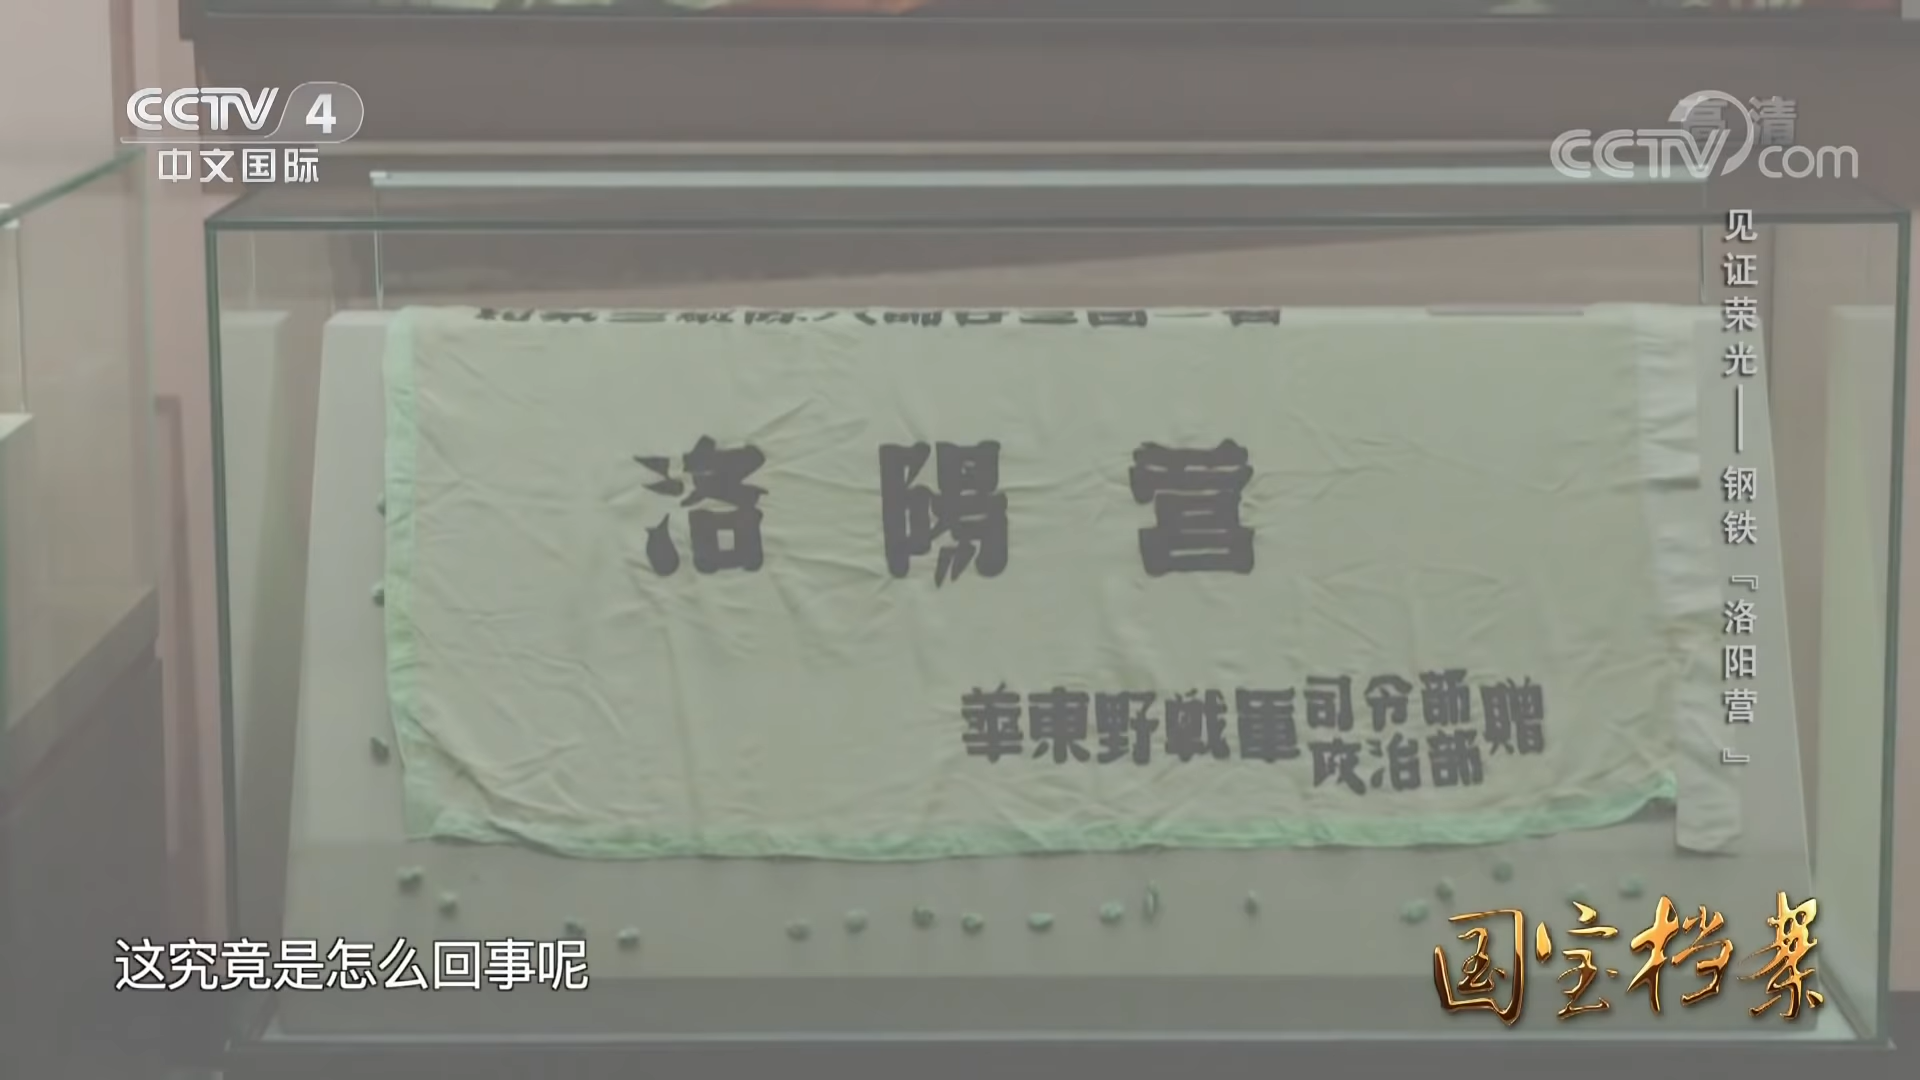 CCTV 4
中文国际
高清
CCTV com
见证荣光——钢铁『洛阳营』
洛陽营
華東野戰軍司令部政治部贈
这究竟是怎么回事呢
国宝档案